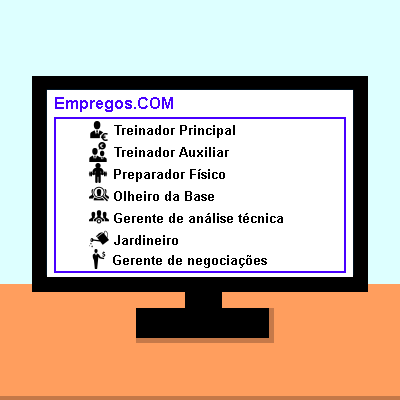 Empregos.COM
Treinador Principal
Treinador Auxiliar
Preparador Físico
Olheiro da Base
Gerente de análise técnica
Jardineiro
Gerente de negociações